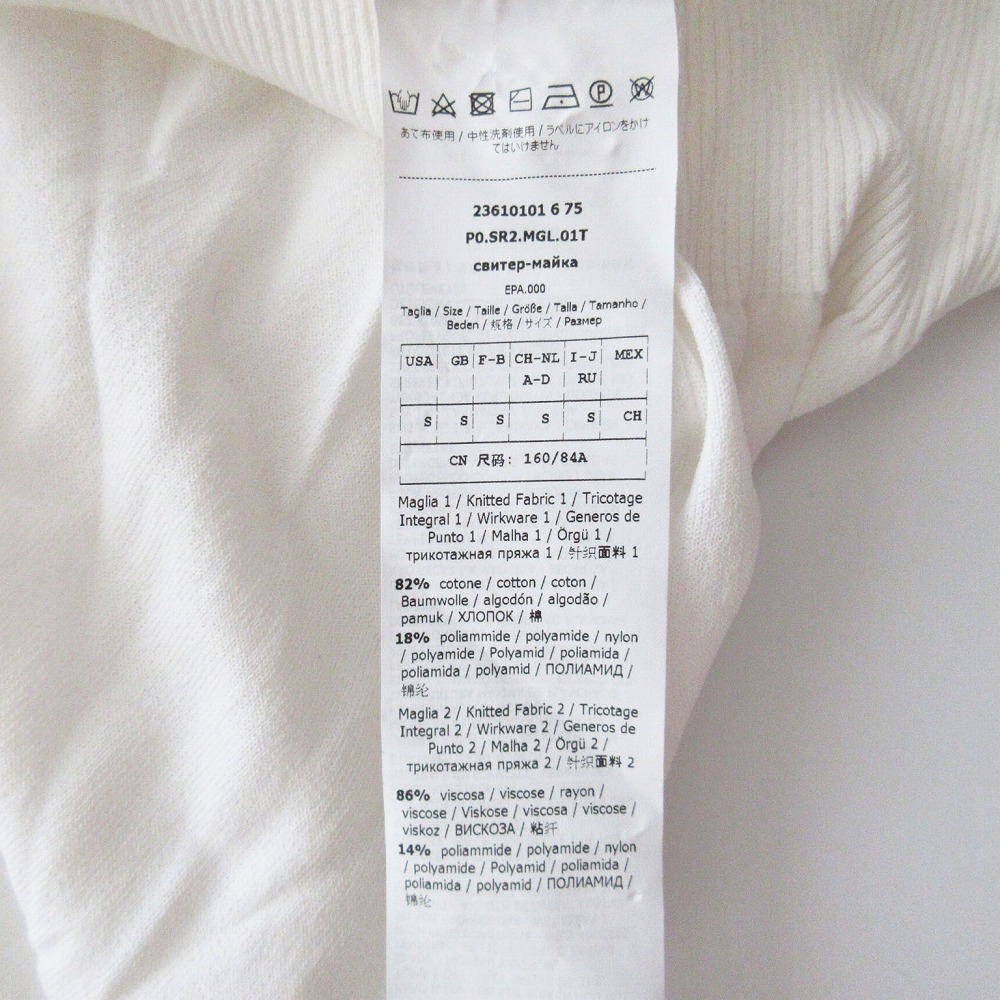 あて布使用 / 中性洗剤使用 / ラベルにアイロンをかけ
てはいけません
23610101 6 75
P0.SR2.MGL.01T
свитер-майка
EPA.000
Taglia / Size / Taille / Größe / Talla / Tamanho /
Beden / 规格 / サイズ / Размер
USA GB F-B CH-NL I-J MEX
A-D RU
S S S S S CH
CN 尺码: 160/84A
Maglia 1 / Knitted Fabric 1 / Tricotage
Integral 1 / Wirkware 1 / Generos de
Punto 1 / Malha 1 / Örgü 1 /
трикотажная пряжа 1 / 针织面料 1
82% cotone / cotton / coton /
Baumwolle / algodón / algodão /
pamuk / ХЛОПОК / 棉
18% poliammide / polyamide / nylon
/ polyamide / Polyamid / poliamida /
poliamida / polyamid / ПОЛИАМИД /
锦纶
Maglia 2 / Knitted Fabric 2 / Tricotage
Integral 2 / Wirkware 2 / Generos de
Punto 2 / Malha 2 / Örgü 2 /
трикотажная пряжа 2 / 针织面料 2
86% viscosa / viscose / rayon /
viscose / Viskose / viscosa / viscose /
viskoz / ВИСКОЗА / 粘纤
14% poliammide / polyamide / nylon
/ polyamide / Polyamid / poliamida /
poliamida / polyamid / ПОЛИАМИД /
锦纶